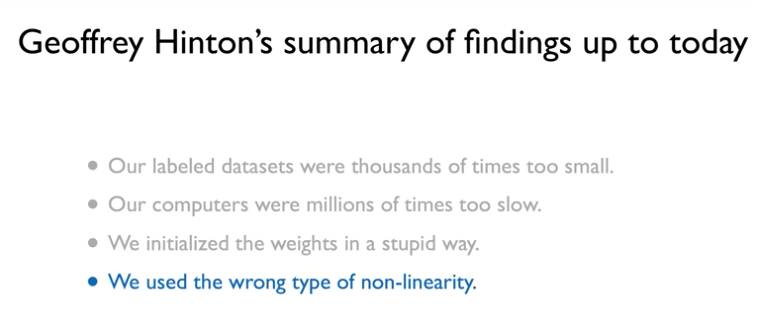 Geoffrey Hinton's summary of findings up to today
• Our labeled datasets were thousands of times too small.
• Our computers were millions of times too slow.
• We initialized the weights in a stupid way.
• We used the wrong type of non-linearity.